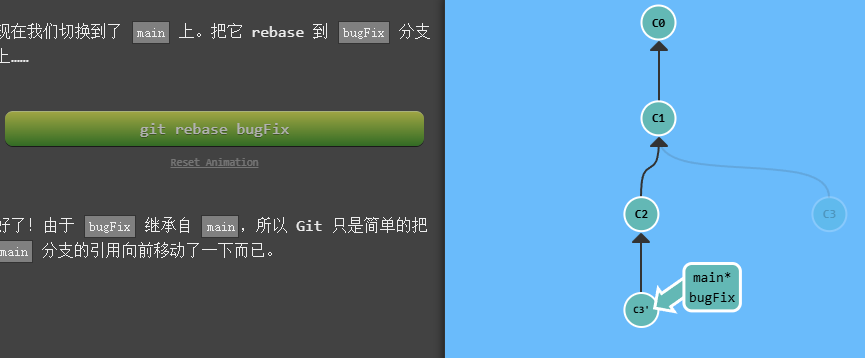 现在我们切换到了 main 上。把它 rebase 到 bugFix 分支
上……
git rebase bugFix
Reset Animation
好了！由于 bugFix 继承自 main，所以 Git 只是简单的把
main 分支的引用向前移动了一下而已。
C0
C1
C2
C3
C3'
main*
bugFix